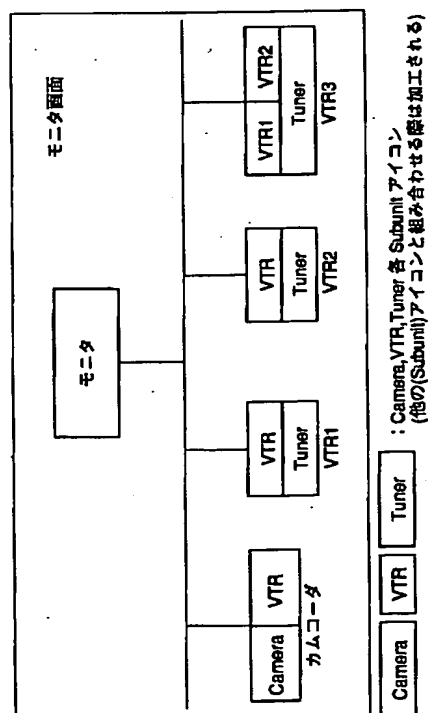 モニタ画面
モニタ
Camera
VTR
カムコーダ
VTR
Tuner
VTR1
VTR
Tuner
VTR2
VTR1
VTR2
Tuner
VTR3
Camera
VTR
Tuner
: Camera,VTR,Tuner 各 Subunit アイコン
(他の(Subunit)アイコンと組み合わせる際は加工される)